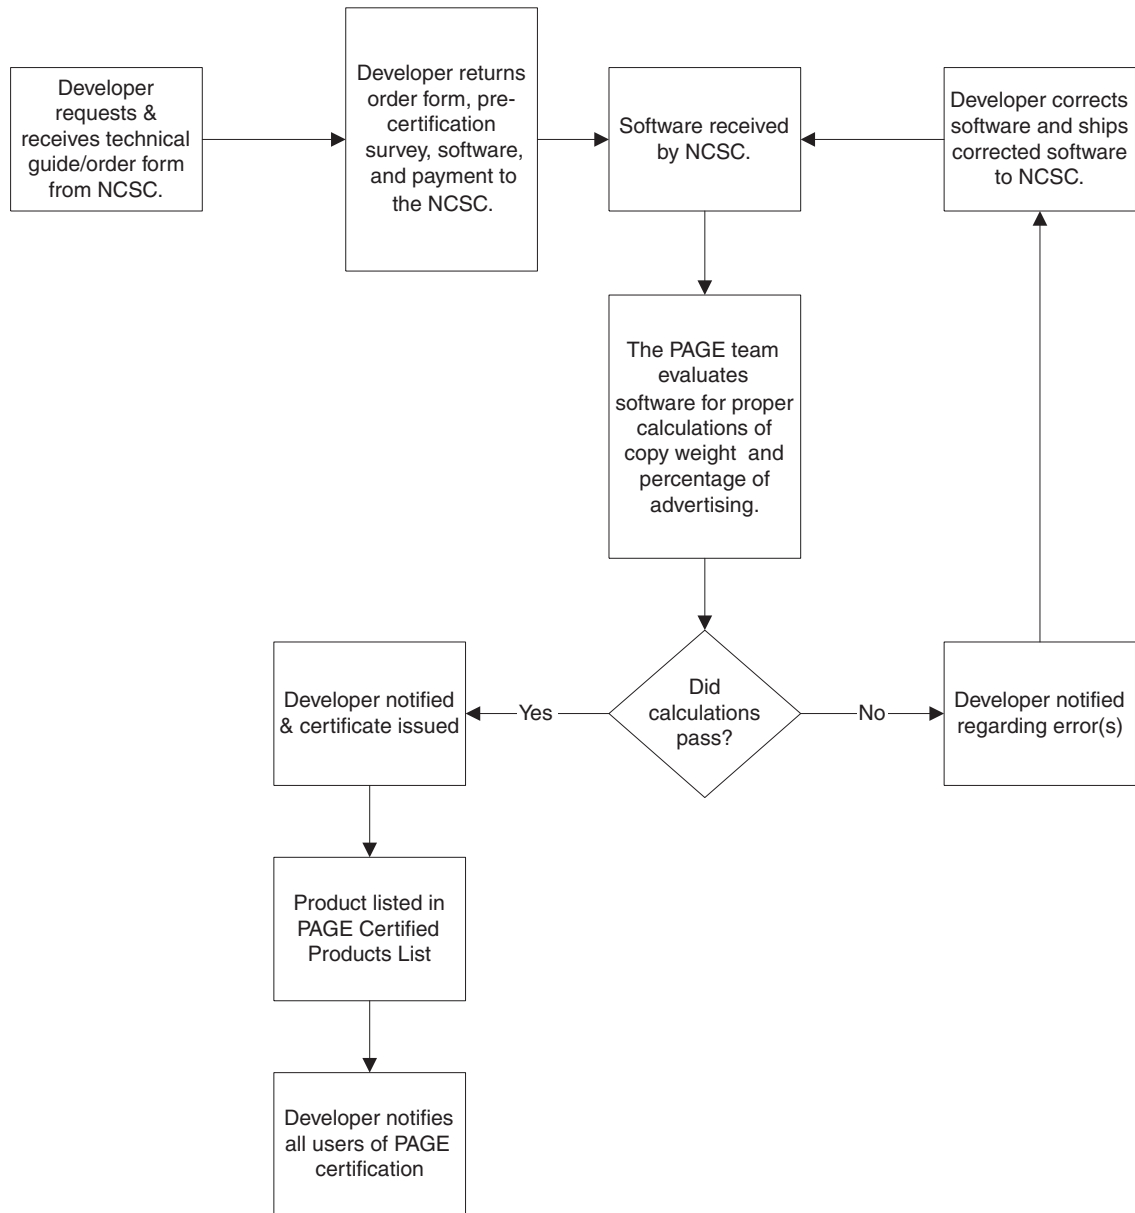 Developer
requests &
receives technical
guide/order form
from NCSC.
Developer returns
order form, pre-
certification
survey, software,
and payment to
the NCSC.
Software received
by NCSC.
Developer corrects
software and ships
corrected software
to NCSC.
The PAGE team
evaluates
software for proper
calculations of
copy weight and
percentage of
advertising.
Did
calculations
pass?
Yes
No
Developer notified
& certificate issued
Developer notified
regarding error(s)
Product listed in
PAGE Certified
Products List
Developer notifies
all users of PAGE
certification